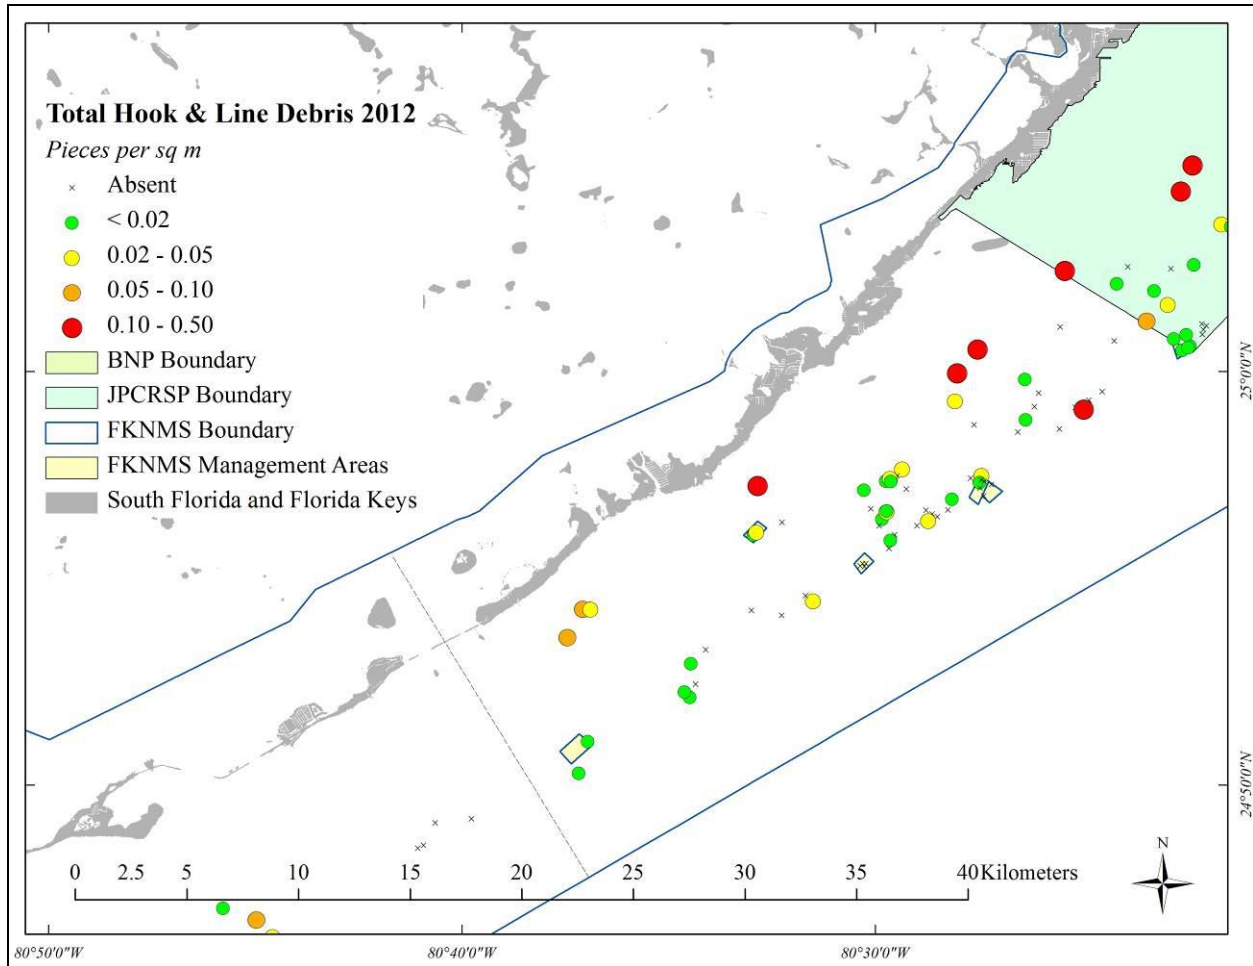 Total Hook & Line Debris 2012
Pieces per sq m
Absent
< 0.02
0.02 - 0.05
0.05 - 0.10
0.10 - 0.50
BNP Boundary
JPCRSP Boundary
FKNMS Boundary
FKNMS Management Areas
South Florida and Florida Keys
25°0'0"N
24°50'0"N
N
0 2.5 5 10 15 20 25 30 35 40 Kilometers
80°50'0"W 80°40'0"W 80°30'0"W